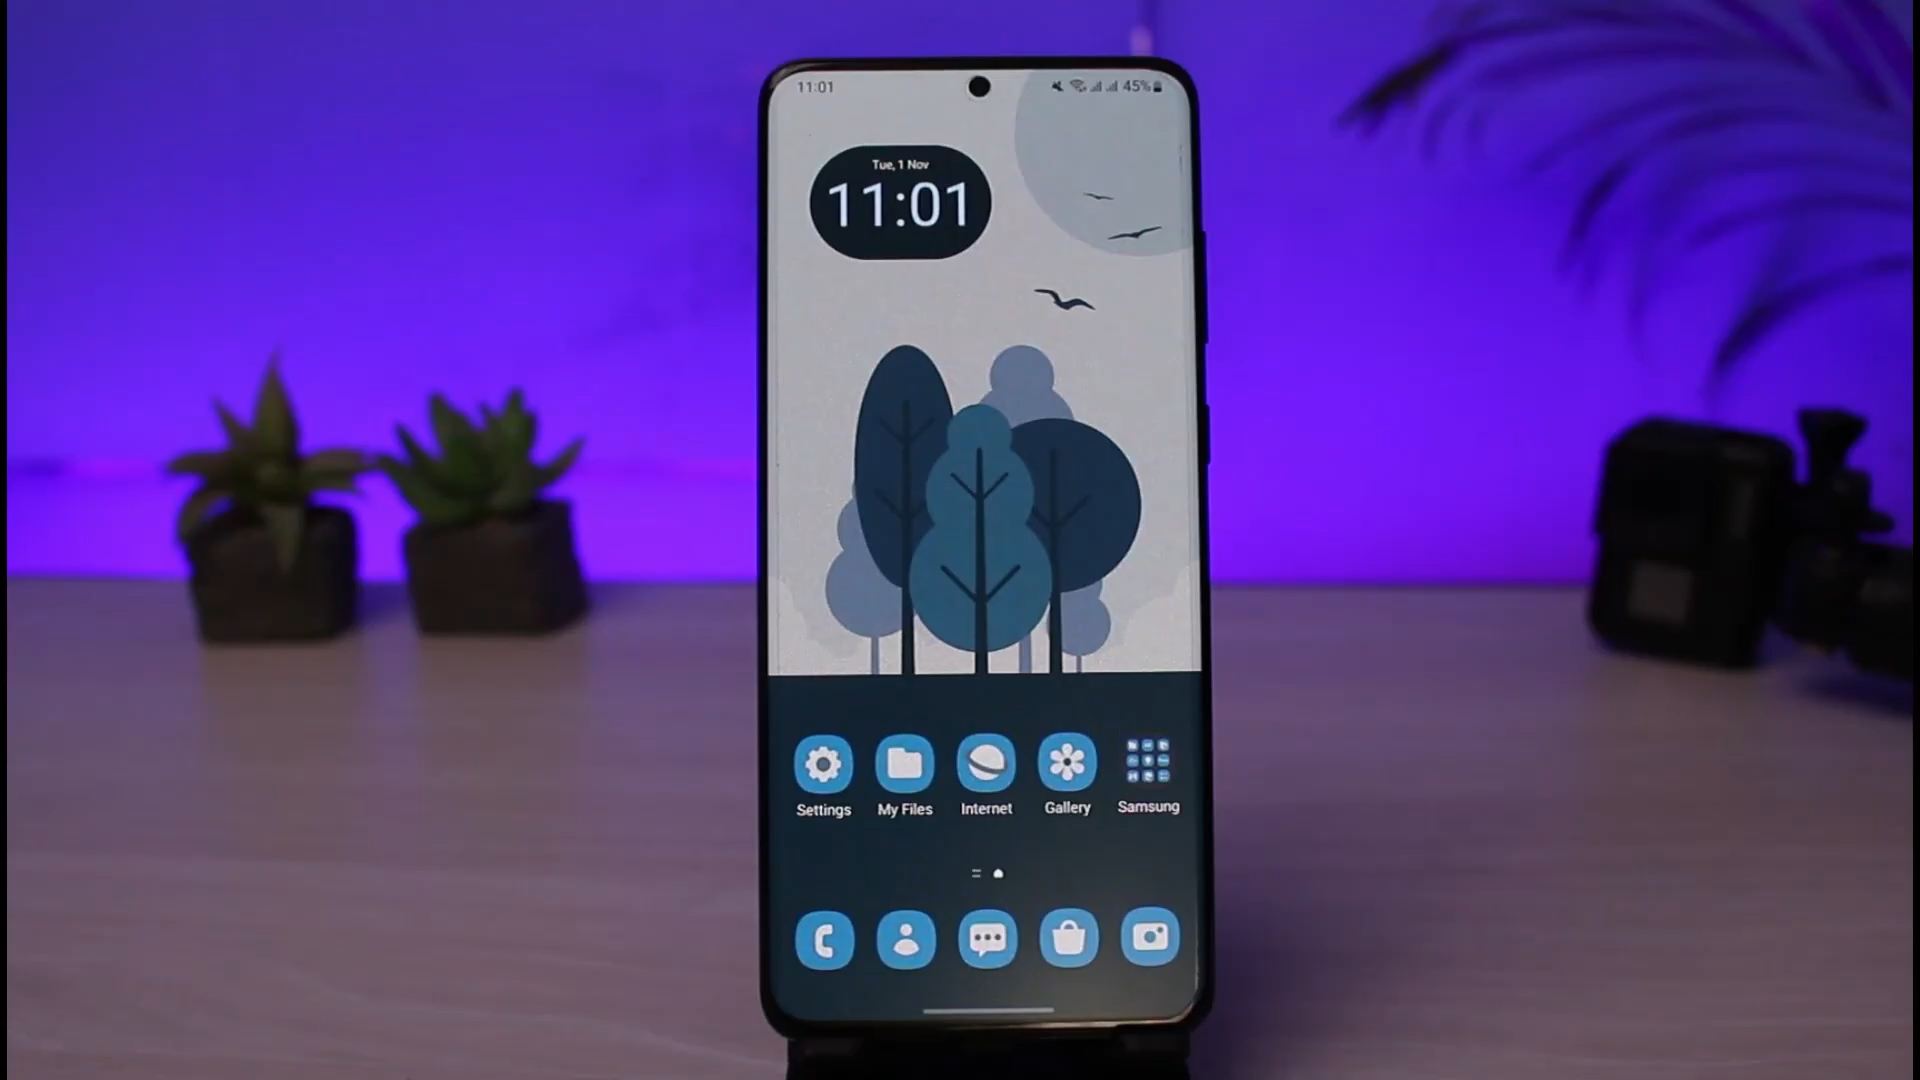 11:01
45%
Tue, 1 Nov
11:01
Settings
My Files
Internet
Gallery
Samsung